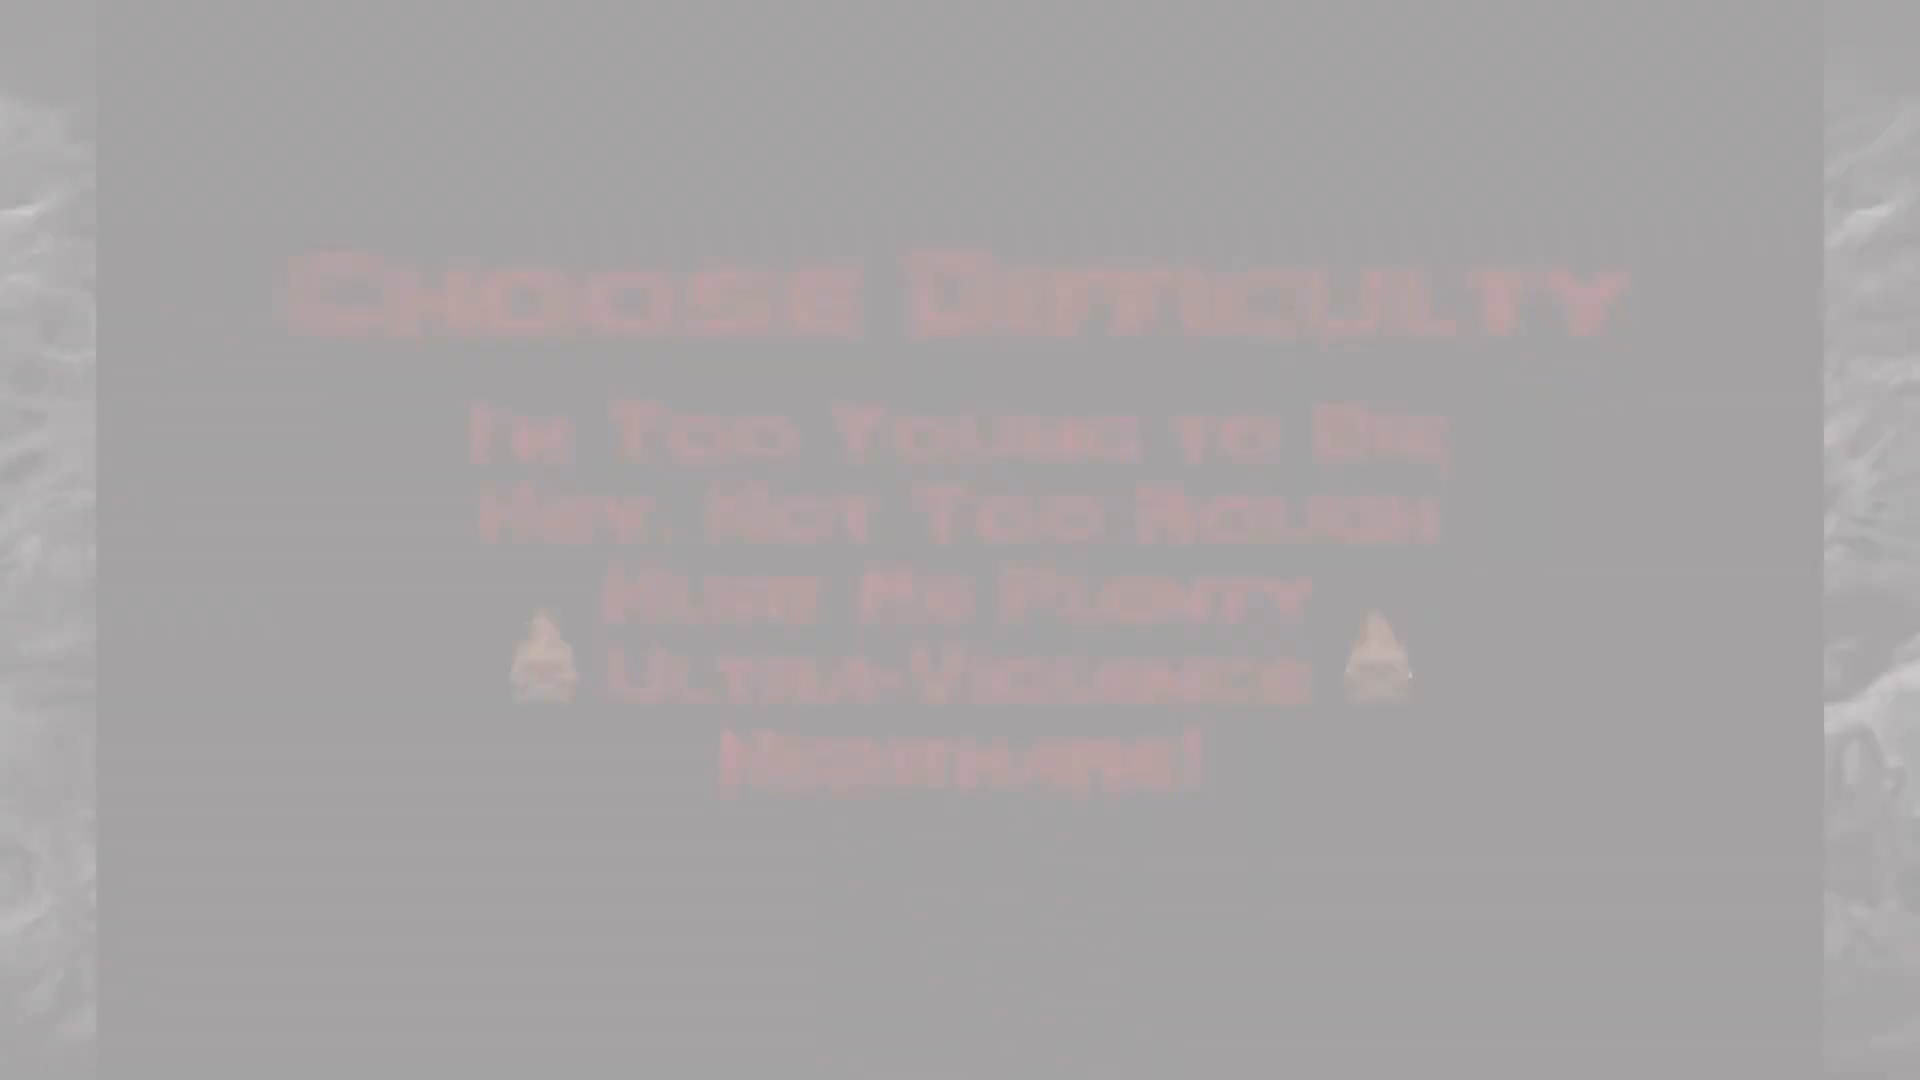 Choose Difficulty
I'm Too Young to Die
Hey, Not Too Rough
Hurt Me Plenty
Ultra-Violence
Nightmare!